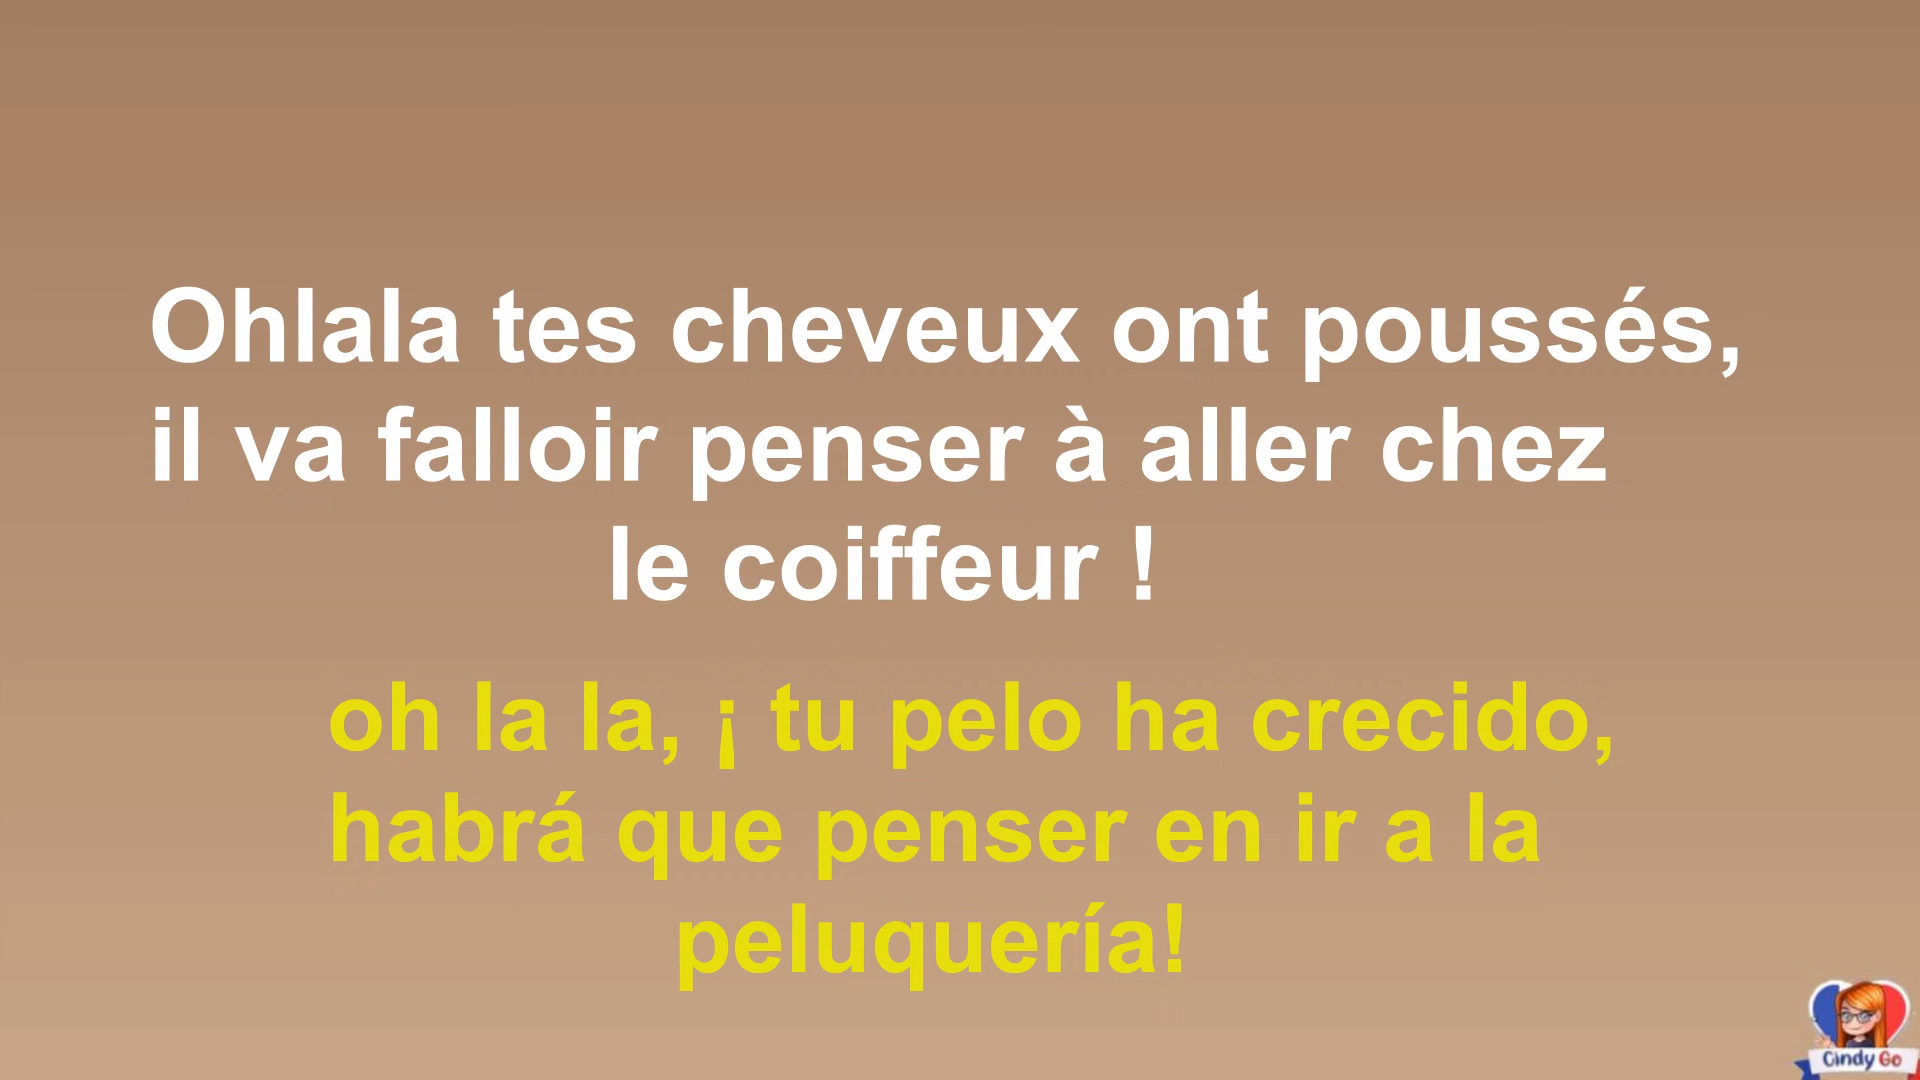 Ohlala tes cheveux ont poussés,
il va falloir penser à aller chez
le coiffeur !
oh la la, ¡ tu pelo ha crecido,
habrá que penser en ir a la
peluquería!
Cindy Go